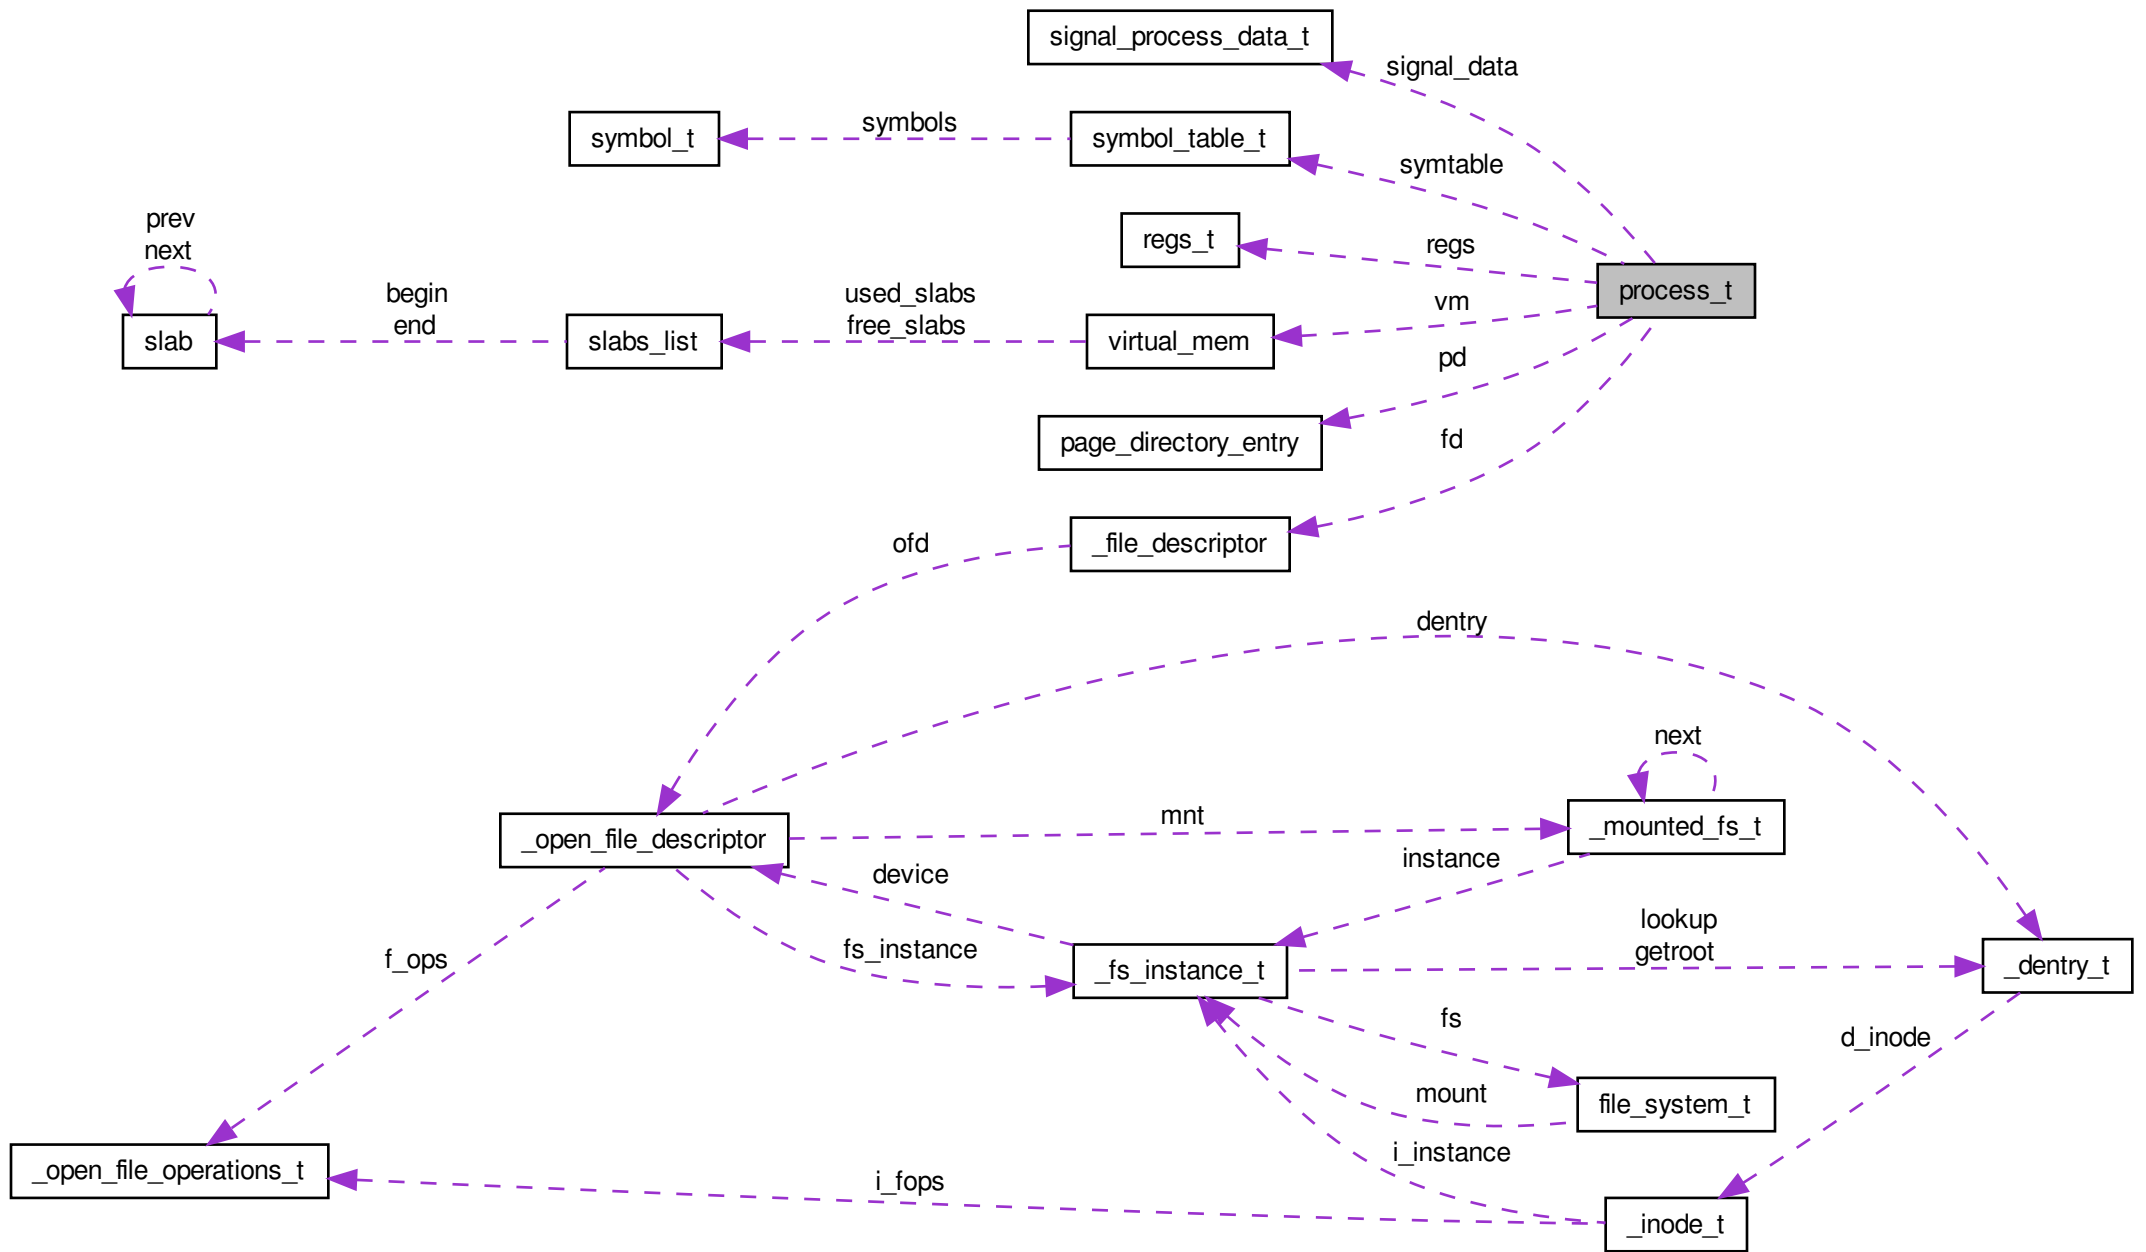 signal_process_data_t
signal_data
symbol_t
symbols
symbol_table_t
symtable
prev
next
regs_t
regs
process_t
begin
end
used_slabs
free_slabs
vm
slab
slabs_list
virtual_mem
pd
page_directory_entry
fd
ofd
_file_descriptor
dentry
next
mnt
_open_file_descriptor
_mounted_fs_t
device
instance
f_ops
fs_instance
_fs_instance_t
lookup
getroot
_dentry_t
fs
d_inode
mount
file_system_t
i_instance
_open_file_operations_t
i_fops
_inode_t